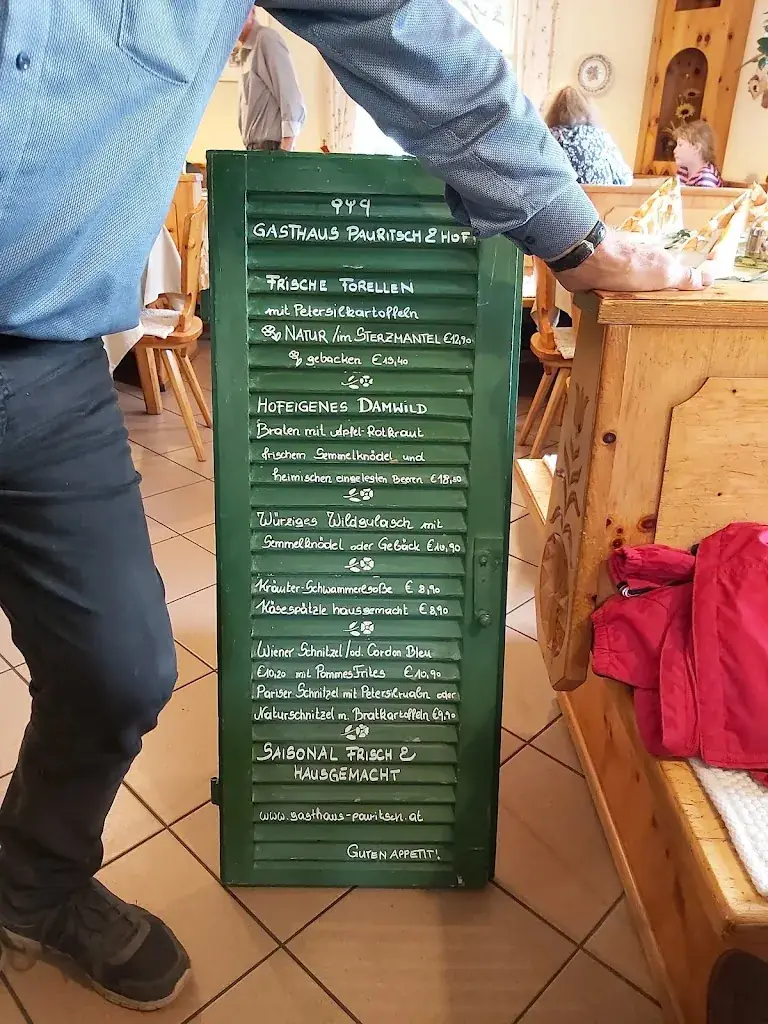 GASTHAUS PAURITSCH & HOF
FRISCHE FORELLEN
mit Petersilkartoffeln
NATUR /im STERZMANTEL €12,90
gebacken €13,40
HOFEIGENES DAMWILD
Braten mit Apfel-Rotkraut
frischem Semmelknödel und
heimischen eingelegten Beeren €18,50
Würziges Wildgulasch mit
Semmelknödel oder Gebäck €10,90
Kräuter-Schwammerlsoße € 8,90
Käsespätzle hausgemacht € 8,90
Wiener Schnitzel/od. Cordon Bleu
€10,20 mit Pommes Frites €10,90
Pariser Schnitzel mit Petersil oder
Naturschnitzel m. Bratkartoffeln €9,90
SAISONAL FRISCH &
HAUSGEMACHT
www.gasthaus-pauritsch.at
GUTEN APPETIT!